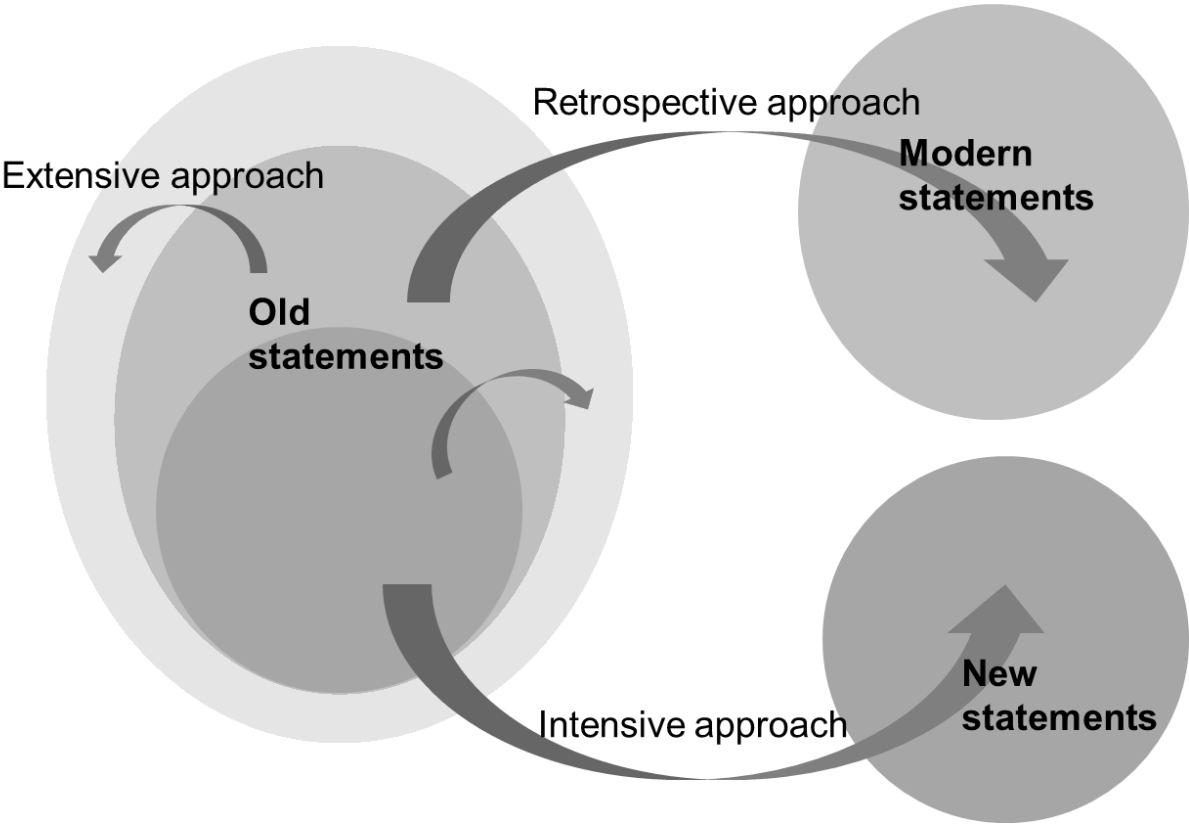 Retrospective approach
Modern
statements
Extensive approach
Old
statements
New
statements
Intensive approach